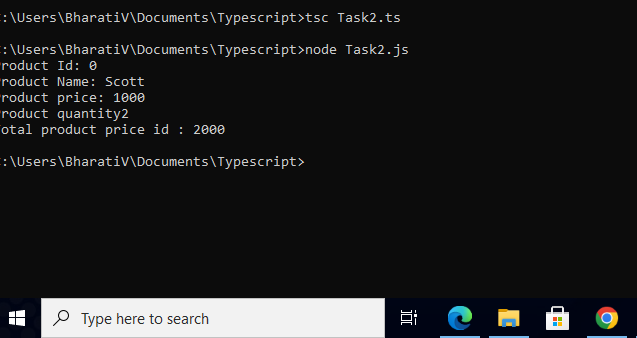 :\Users\BharatiV\Documents\Typescript>tsc Task2.ts
:\Users\BharatiV\Documents\Typescript>node Task2.js
roduct Id: 0
roduct Name: Scott
roduct price: 1000
roduct quantity2
otal product price id : 2000
:\Users\BharatiV\Documents\Typescript>
Type here to search